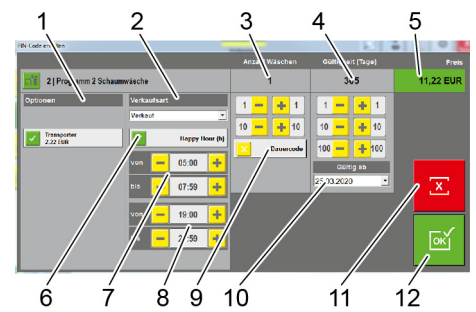 1 2 3 4 5
PIN-Code erstellen
Anzahl Wäschen Gültigkeit (Tage) Preis
2 | Programm 2 Schaumwäsche 1 365 11,22 EUR
Optionen Verkaufsart
Verkauf
1 − + 1 1 − + 1
Transporter
2.22 EUR
Happy Hour (h)
10 − + 10 10 − + 10
Dauercode 100 − + 100
von − 05:00 +
Gültig ab
bis − 07:59 +
25.03.2020
X
von − 19:00 +
− +
OK
6 7 8 9 10 11 12